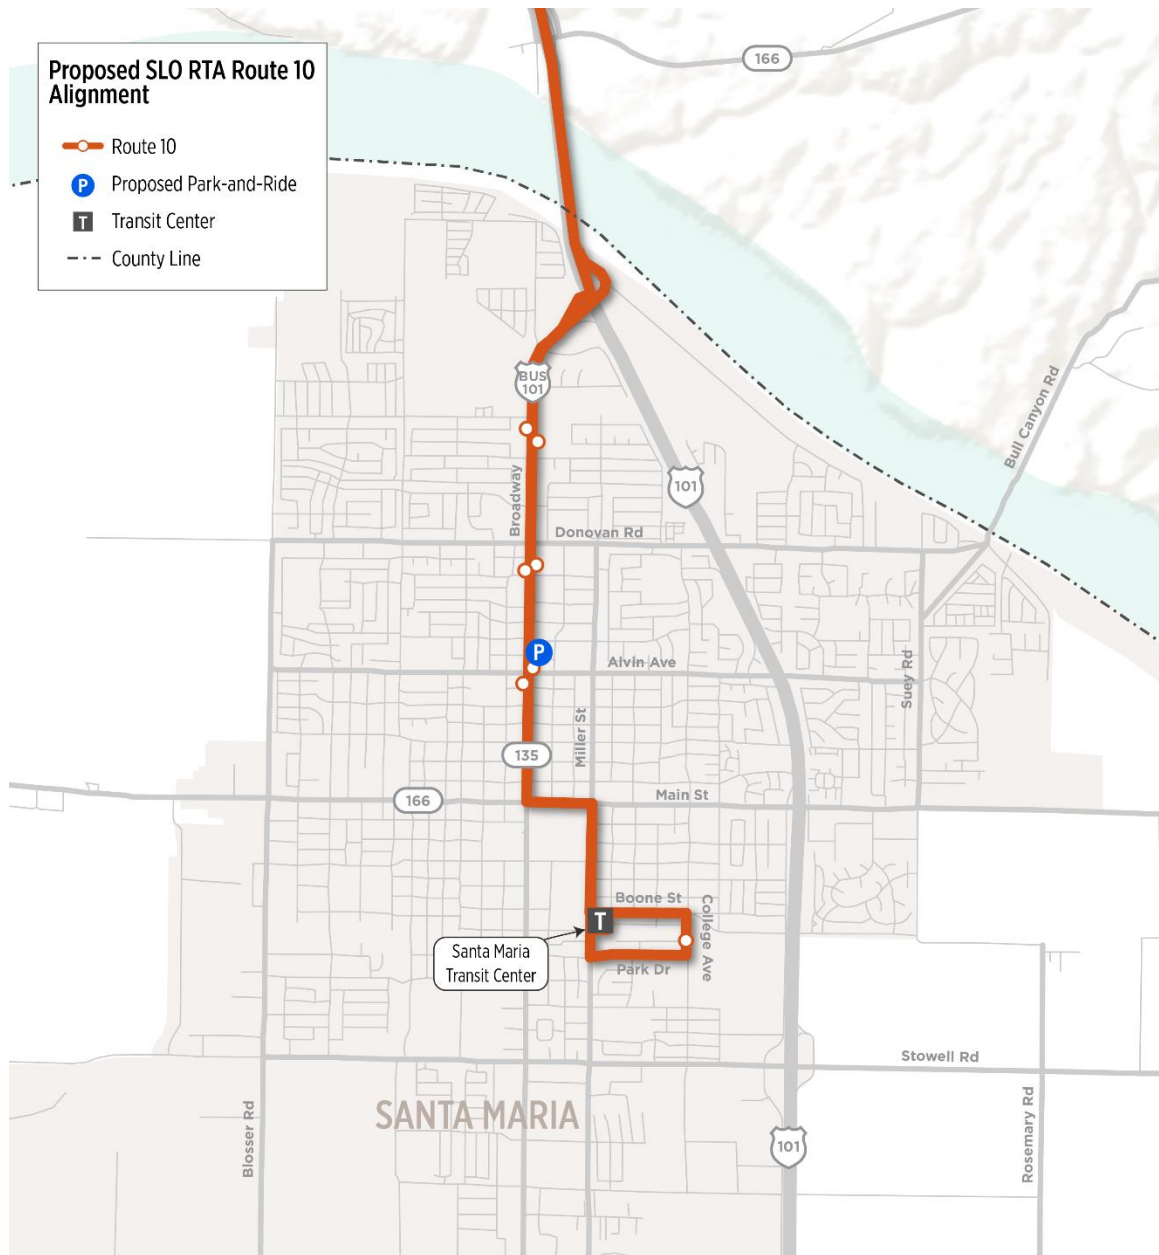 Proposed SLO RTA Route 10
Alignment
Route 10
P
Proposed Park-and-Ride
T
Transit Center
County Line
166
BUS
101
101
Bull Canyon Rd
Broadway
Donovan Rd
P
Alvin Ave
Suey Rd
Miller St
135
166
Main St
Boone St
College Ave
T
Santa Maria
Transit Center
Park Dr
Stowell Rd
SANTA MARIA
Blosser Rd
101
Rosemary Rd